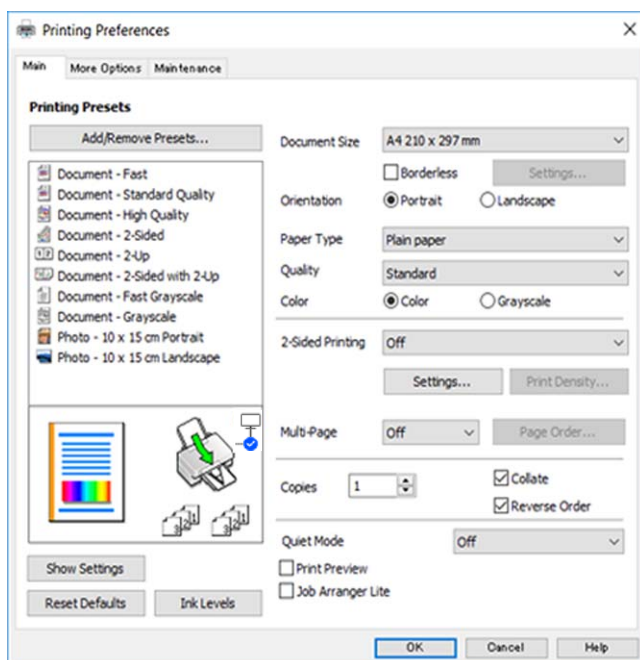 Printing Preferences
Main More Options Maintenance
Printing Presets
Add/Remove Presets...
Document - Fast
Document - Standard Quality
Document - High Quality
Document - 2-Sided
Document - 2-Up
Document - 2-Sided with 2-Up
Document - Fast Grayscale
Document - Grayscale
Photo - 10 x 15 cm Portrait
Photo - 10 x 15 cm Landscape
Show Settings
Reset Defaults Ink Levels
Document Size A4 210 x 297 mm
Borderless Settings...
Orientation Portrait Landscape
Paper Type Plain paper
Quality Standard
Color Color Grayscale
2-Sided Printing Off
Settings... Print Density...
Multi-Page Off Page Order...
Copies 1 Collate
Reverse Order
Quiet Mode Off
Print Preview
Job Arranger Lite
OK Cancel Help